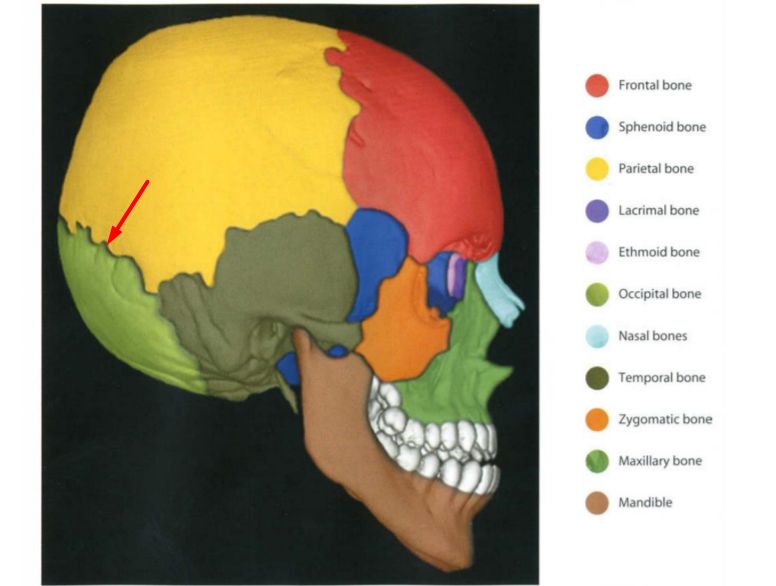 Frontal bone
Sphenoid bone
Parietal bone
Lacrimal bone
Ethmoid bone
Occipital bone
Nasal bones
Temporal bone
Zygomatic bone
Maxillary bone
Mandible